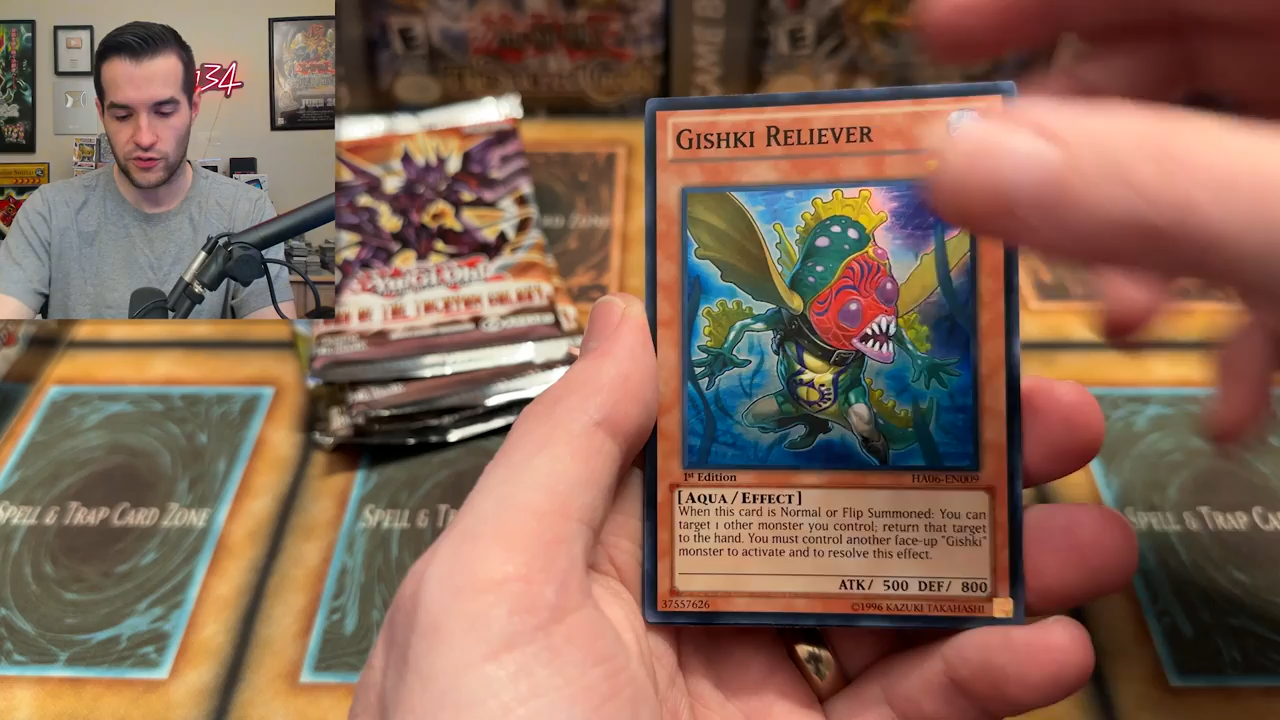 134
GAME B
GISHKI RELIEVER
1st Edition
HA06-EN009
[AQUA/EFFECT]
When this card is Normal or Flip Summoned: You can
target 1 other monster you control; return that target
to the hand. You must control another face-up "Gishki"
monster to activate and to resolve this effect.
ATK/ 500 DEF/ 800
37557626
©1996 KAZUKI TAKAHASHI
SPELL & TRAP CARD ZONE
SPELL & T
SPELL & TRAP CA